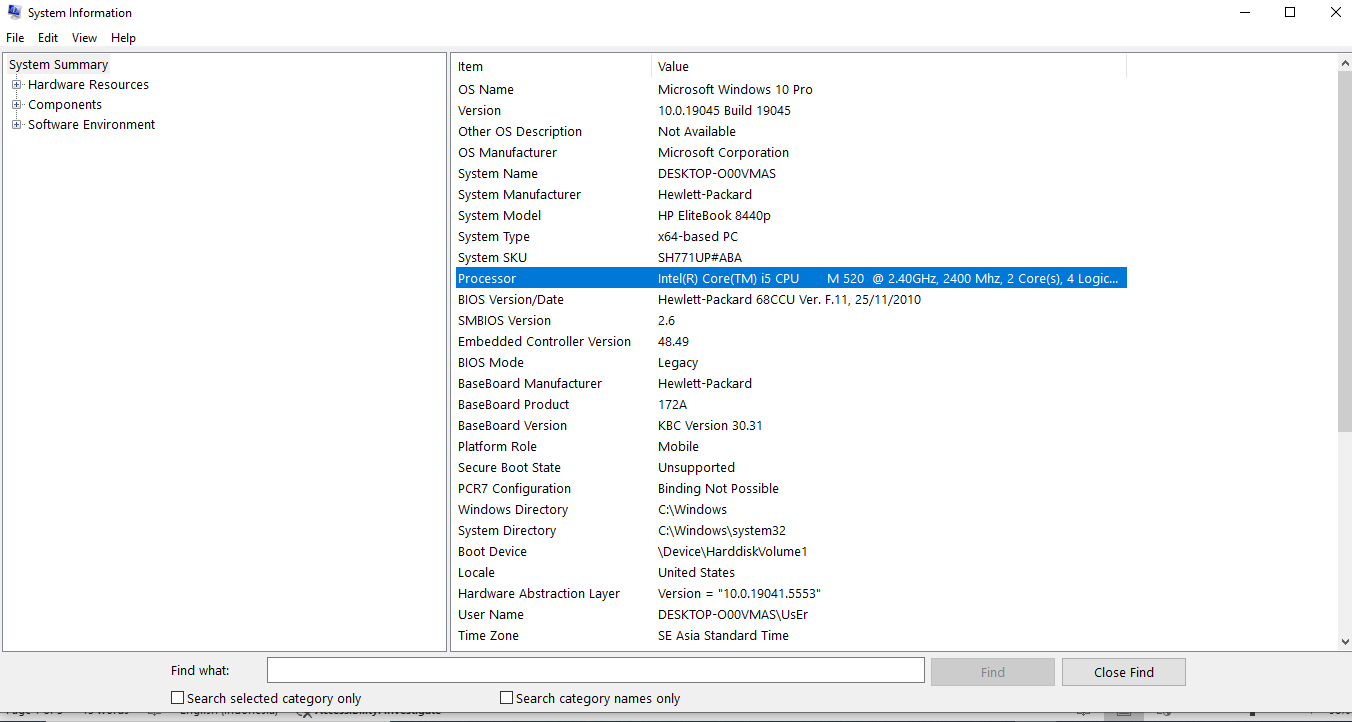 System Information
File Edit View Help
System Summary
Hardware Resources
Components
Software Environment
Item Value
OS Name Microsoft Windows 10 Pro
Version 10.0.19045 Build 19045
Other OS Description Not Available
OS Manufacturer Microsoft Corporation
System Name DESKTOP-O00VMAS
System Manufacturer Hewlett-Packard
System Model HP EliteBook 8440p
System Type x64-based PC
System SKU SH771UP#ABA
Processor Intel(R) Core(TM) i5 CPU M 520 @ 2.40GHz, 2400 Mhz, 2 Core(s), 4 Logic...
BIOS Version/Date Hewlett-Packard 68CCU Ver. F.11, 25/11/2010
SMBIOS Version 2.6
Embedded Controller Version 48.49
BIOS Mode Legacy
BaseBoard Manufacturer Hewlett-Packard
BaseBoard Product 172A
BaseBoard Version KBC Version 30.31
Platform Role Mobile
Secure Boot State Unsupported
PCR7 Configuration Binding Not Possible
Windows Directory C:\Windows
System Directory C:\Windows\system32
Boot Device \Device\HarddiskVolume1
Locale United States
Hardware Abstraction Layer Version = "10.0.19041.5553"
User Name DESKTOP-O00VMAS\UsEr
Time Zone SE Asia Standard Time
Find what: Find Close Find
Search selected category only Search category names only
English (Indonesia) Accessibility: Investigate